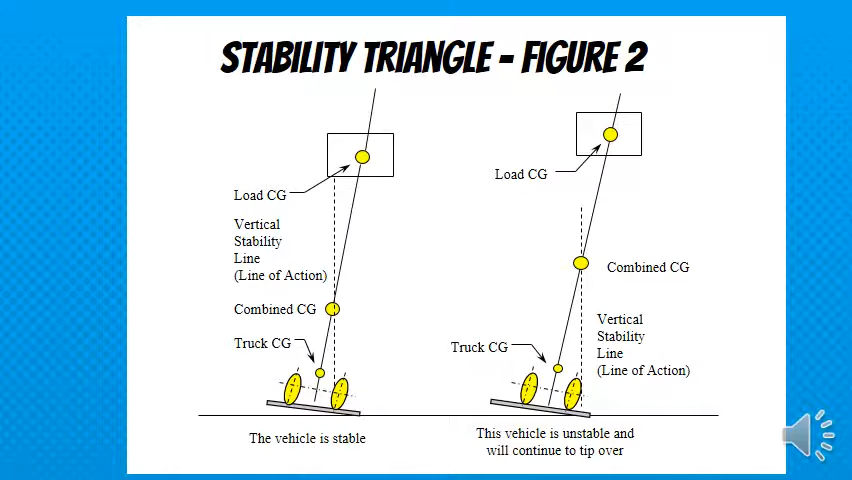 STABILITY TRIANGLE - FIGURE 2
Load CG
Vertical
Stability
Line
(Line of Action)
Combined CG
Truck CG
The vehicle is stable
Load CG
Combined CG
Vertical
Stability
Line
(Line of Action)
Truck CG
This vehicle is unstable and
will continue to tip over